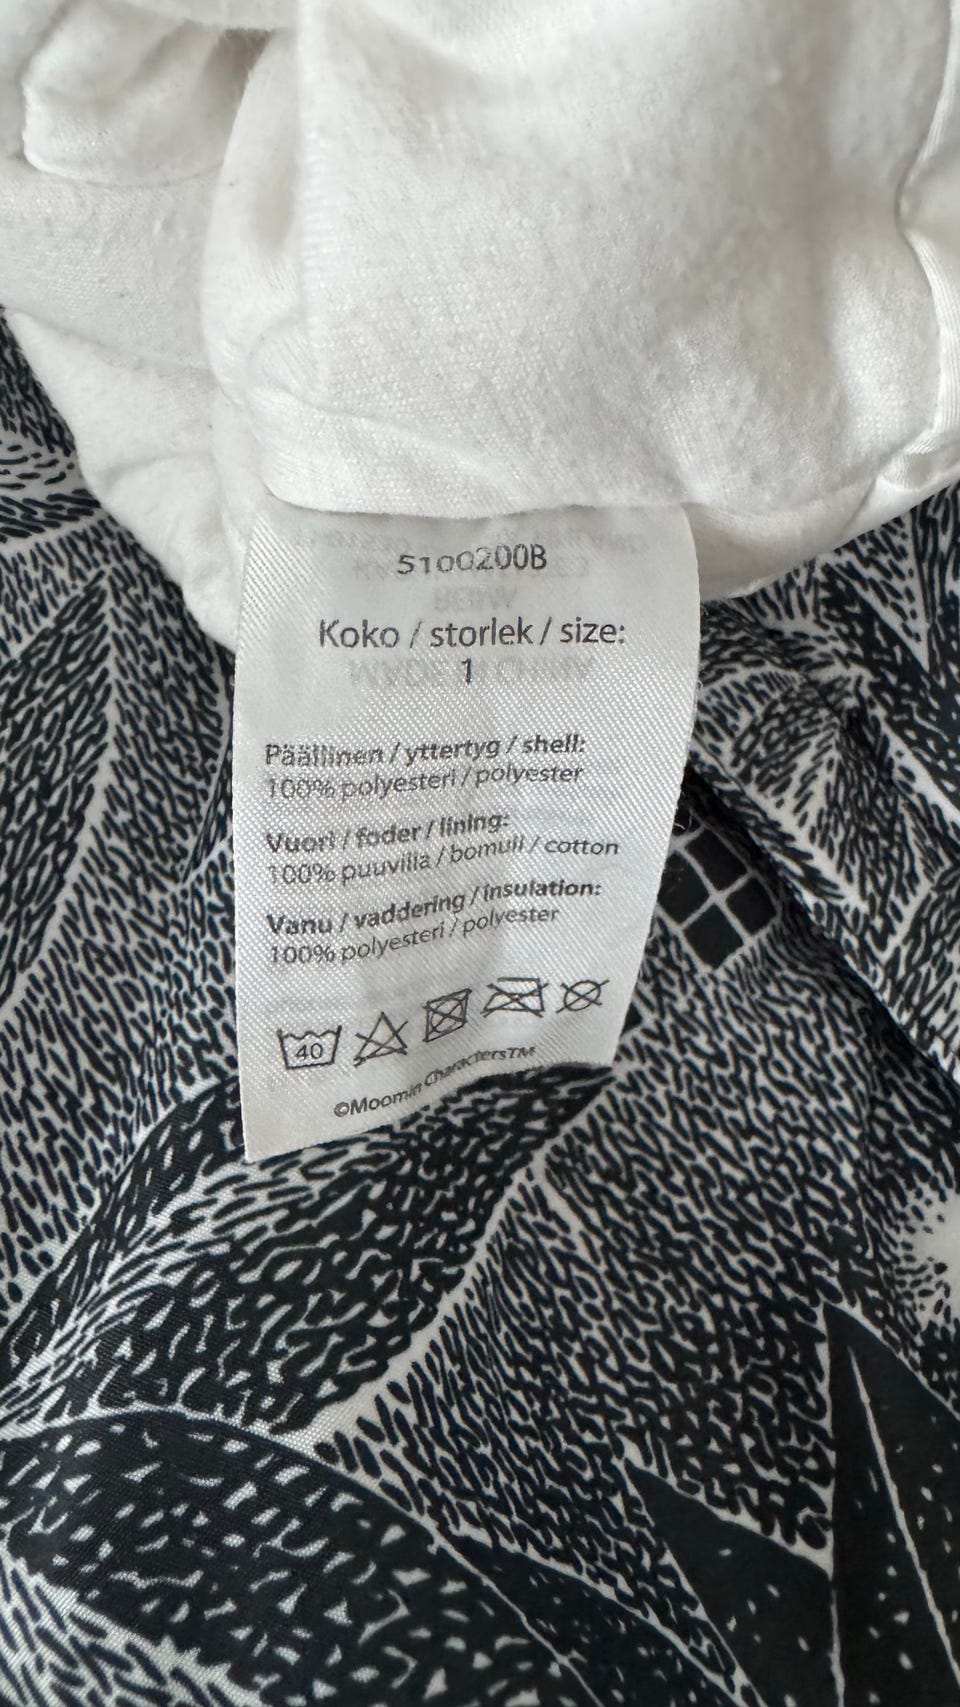 5100200B
Koko / storlek / size:
1
Päällinen / yttertyg / shell:
100% polyesteri / polyester
Vuori / foder / lining:
100% puuvilla / bomull / cotton
Vanu / vaddering / insulation:
100% polyesteri / polyester
40
©Moomin Characters™